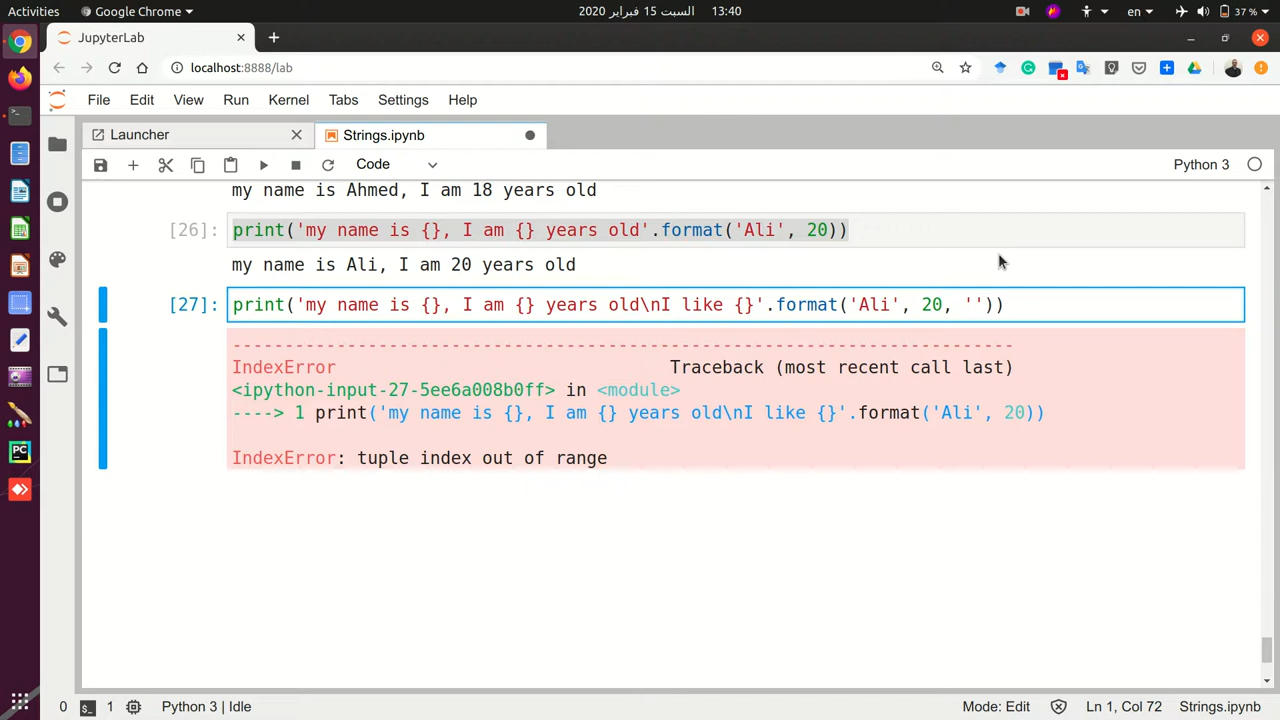 Activities Google Chrome السبت 15 فبراير 2020 13:40 en 37 %
JupyterLab
localhost:8888/lab
File Edit View Run Kernel Tabs Settings Help
Launcher Strings.ipynb
Code Python 3
my name is Ahmed, I am 18 years old
[26]: print('my name is {}, I am {} years old'.format('Ali', 20))
my name is Ali, I am 20 years old
[27]: print('my name is {}, I am {} years old\nI like {}'.format('Ali', 20, ''))
---------------------------------------------------------------------------
IndexError Traceback (most recent call last)
<ipython-input-27-5ee6a008b0ff> in <module>
----> 1 print('my name is {}, I am {} years old\nI like {}'.format('Ali', 20))
IndexError: tuple index out of range
0 1 Python 3 | Idle Mode: Edit Ln 1, Col 72 Strings.ipynb